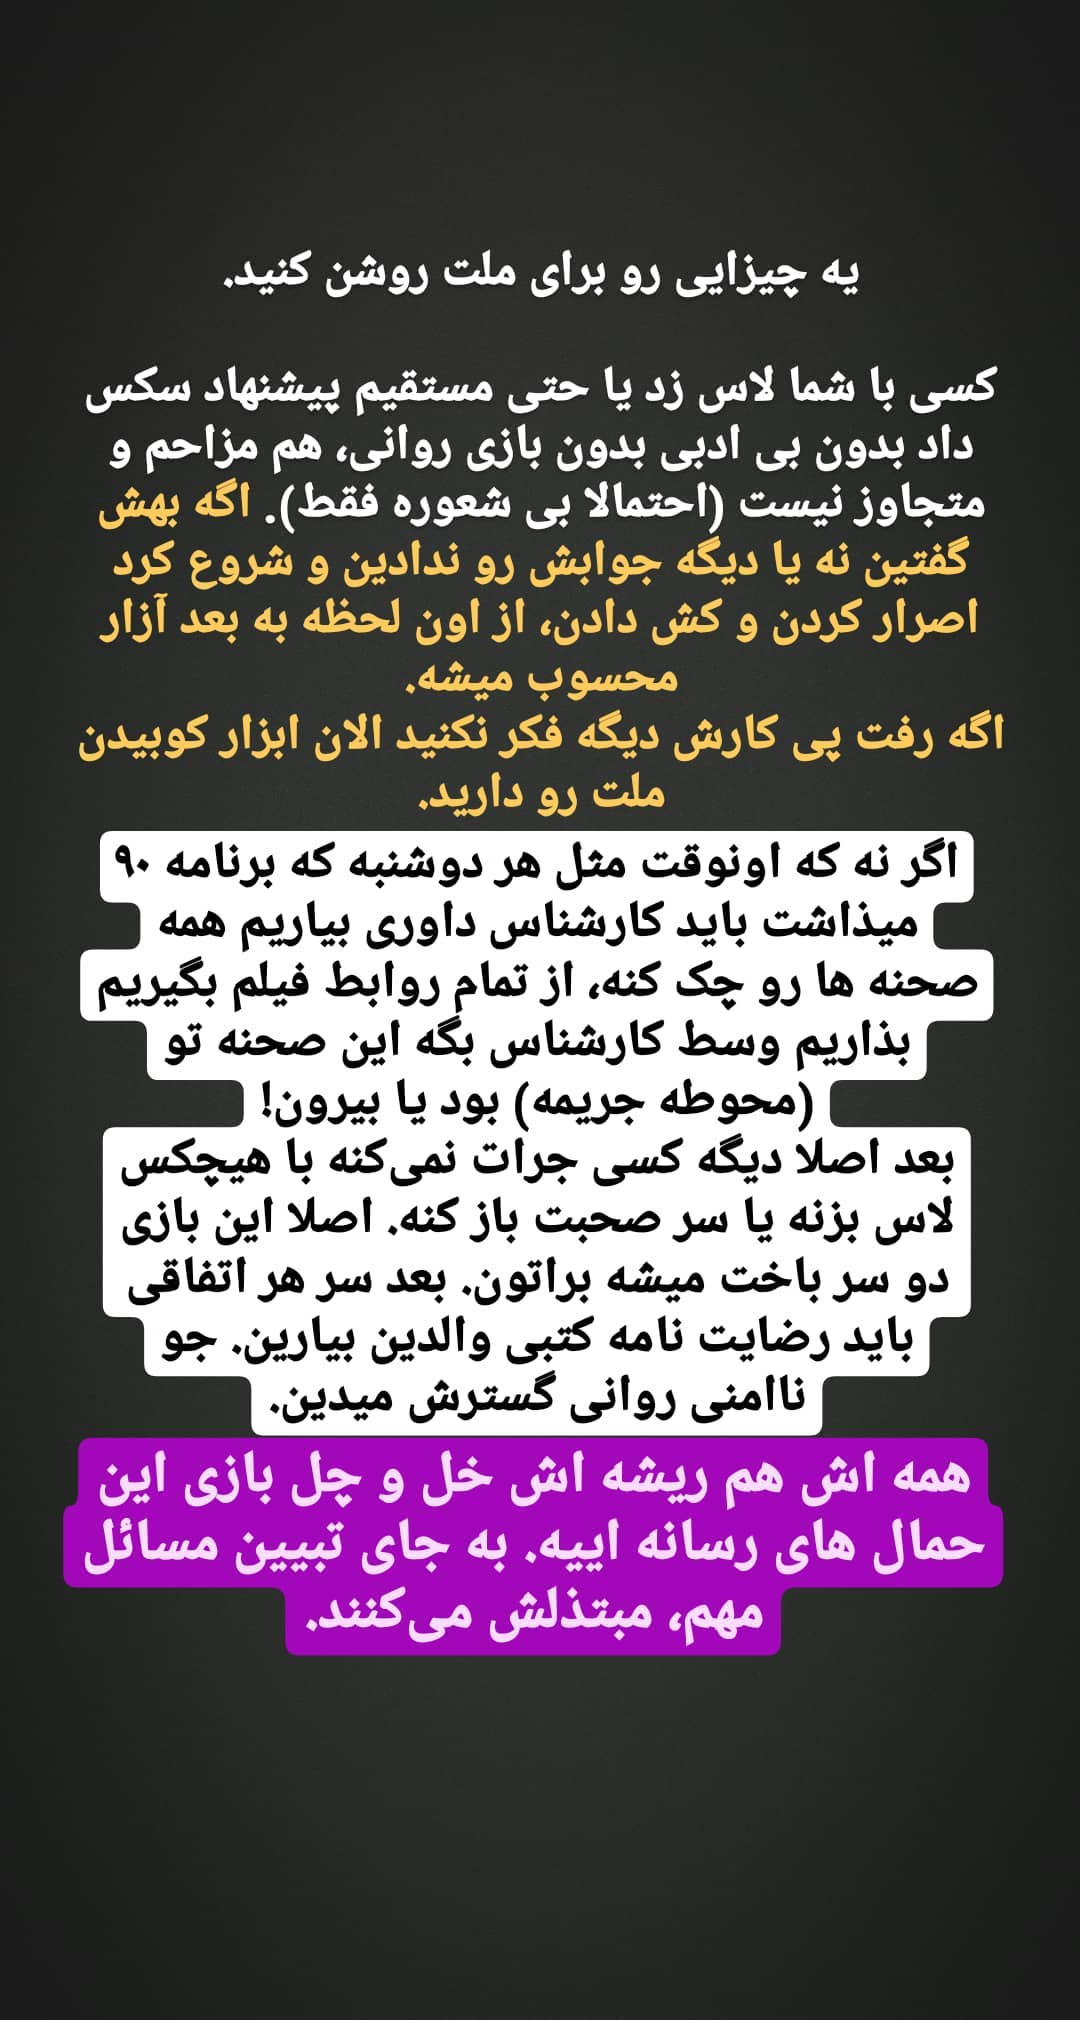 یه چیزایی رو برای ملت روشن کنید.
کسی با شما لاس زد یا حتی مستقیم پیشنهاد سکس
داد بدون بی ادبی بدون بازی روانی، هم مزاحم و
متجاوز نیست (احتمالا بی شعوره فقط). اگه بهش
گفتین نه یا دیگه جوابش رو ندادین و شروع کرد
اصرار کردن و کش دادن، از اون لحظه به بعد آزار
محسوب میشه.
اگه رفت پی کارش دیگه فکر نکنید الان ابزار کوبیدن
ملت رو دارید.
اگر نه که اونوقت مثل هر دوشنبه که برنامه ۹۰
میذاشت باید کارشناس داوری بیاریم همه
صحنه ها رو چک کنه، از تمام روابط فیلم بگیریم
بذاریم وسط کارشناس بگه این صحنه تو
(محوطه جریمه) بود یا بیرون!
بعد اصلا دیگه کسی جرات نمی‌کنه با هیچکس
لاس بزنه یا سر صحبت باز کنه. اصلا این بازی
دو سر باخت میشه براتون. بعد سر هر اتفاقی
باید رضایت نامه کتبی والدین بیارین. جو
ناامنی روانی گسترش میدین.
همه اش هم ریشه اش خل و چل بازی این
حمال های رسانه اییه. به جای تبیین مسائل
مهم، مبتذلش می‌کنند.